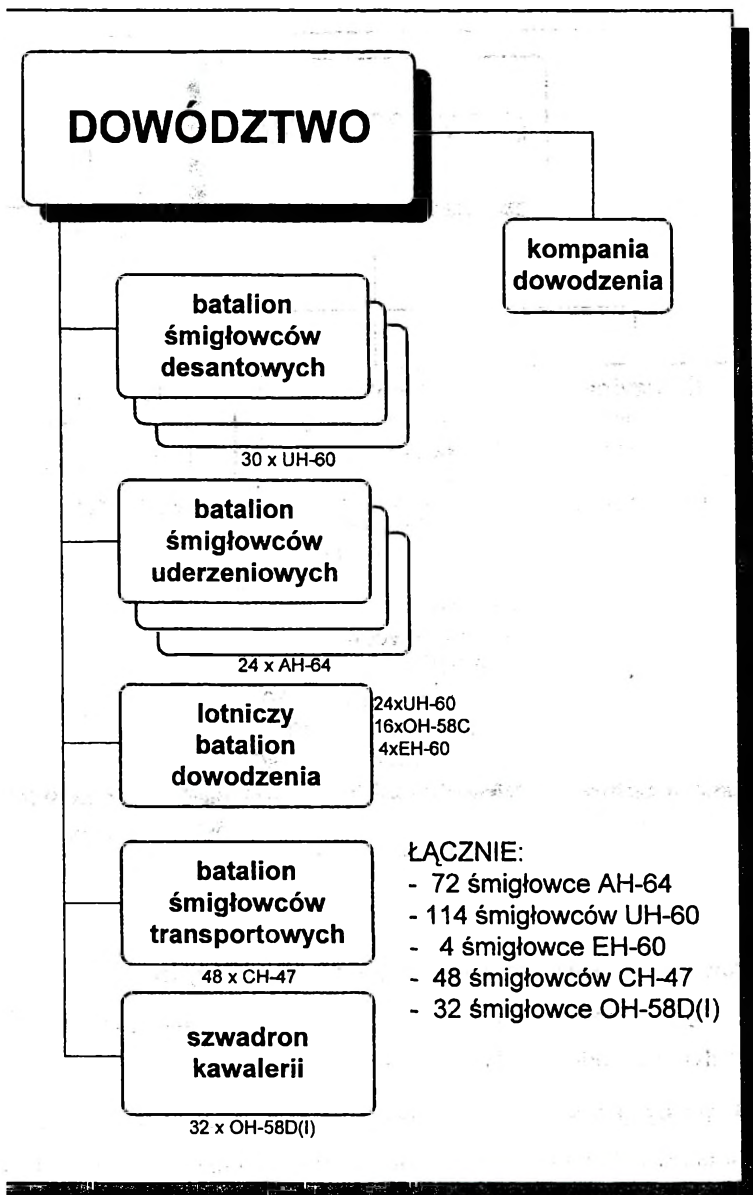 DOWÓDZTWO
kompania
dowodzenia
batalion
śmigłowców
desantowych
30 x UH-60
batalion
śmigłowców
uderzeniowych
24 x AH-64
lotniczy
batalion
dowodzenia
24xUH-60
16xOH-58C
4xEH-60
batalion
śmigłowców
transportowych
48 x CH-47
szwadron
kawalerii
32 x OH-58D(I)
ŁĄCZNIE:
- 72 śmigłowce AH-64
- 114 śmigłowców UH-60
- 4 śmigłowce EH-60
- 48 śmigłowców CH-47
- 32 śmigłowce OH-58D(I)